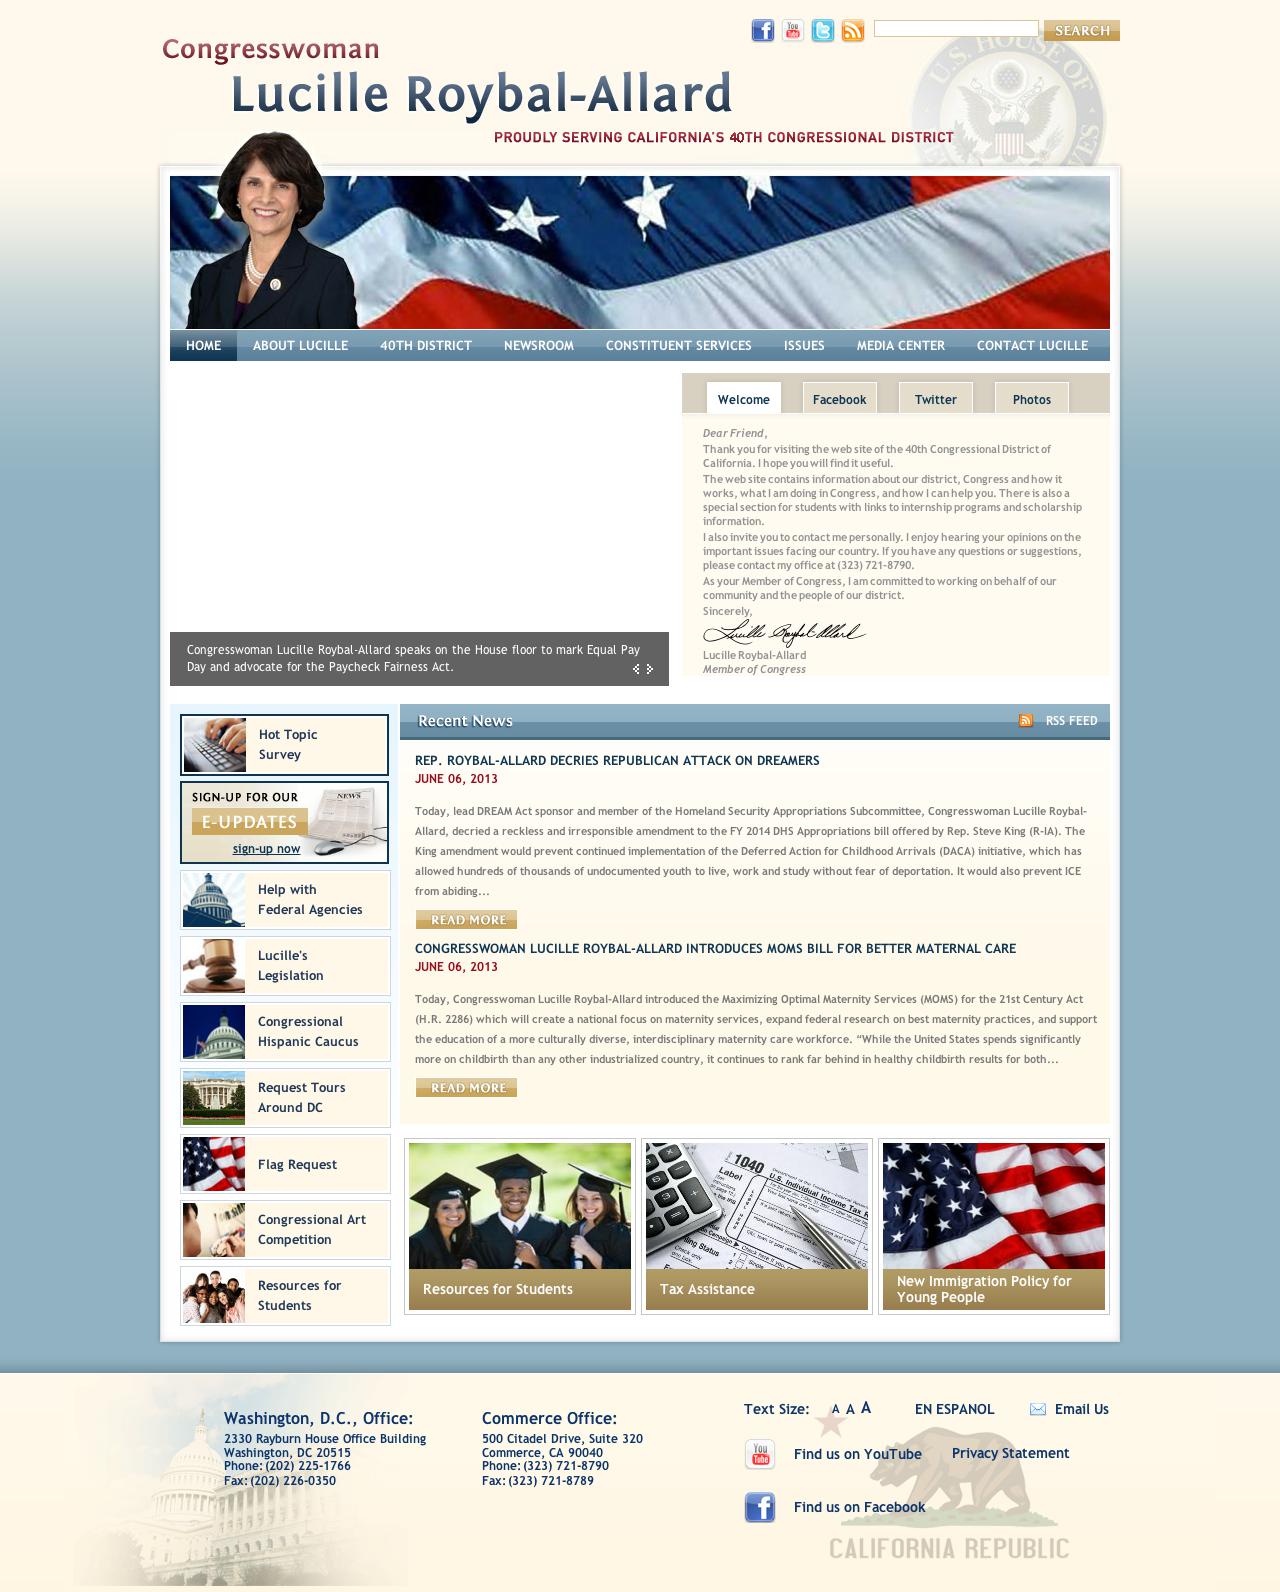 SEARCH
Congresswoman
Lucille Roybal-Allard
PROUDLY SERVING CALIFORNIA'S 40TH CONGRESSIONAL DISTRICT
U.S. HOUSE OF
HOME ABOUT LUCILLE 40TH DISTRICT NEWSROOM CONSTITUENT SERVICES ISSUES MEDIA CENTER CONTACT LUCILLE
Welcome Facebook Twitter Photos
Dear Friend,
Thank you for visiting the web site of the 40th Congressional District of
California. I hope you will find it useful.
The web site contains information about our district, Congress and how it
works, what I am doing in Congress, and how I can help you. There is also a
special section for students with links to internship programs and scholarship
information.
I also invite you to contact me personally. I enjoy hearing your opinions on the
important issues facing our country. If you have any questions or suggestions,
please contact my office at (323) 721-8790.
As your Member of Congress, I am committed to working on behalf of our
community and the people of our district.
Sincerely,
Lucille Roybal-Allard
Lucille Roybal-Allard
Member of Congress
Congresswoman Lucille Roybal-Allard speaks on the House floor to mark Equal Pay
Day and advocate for the Paycheck Fairness Act.
Hot Topic
Survey
SIGN-UP FOR OUR
E-UPDATES
sign-up now
NEWS
Help with
Federal Agencies
Lucille's
Legislation
Congressional
Hispanic Caucus
Request Tours
Around DC
Flag Request
Congressional Art
Competition
Resources for
Students
Recent News
RSS FEED
REP. ROYBAL-ALLARD DECRIES REPUBLICAN ATTACK ON DREAMERS
JUNE 06, 2013
Today, lead DREAM Act sponsor and member of the Homeland Security Appropriations Subcommittee, Congresswoman Lucille Roybal-
Allard, decried a reckless and irresponsible amendment to the FY 2014 DHS Appropriations bill offered by Rep. Steve King (R-IA). The
King amendment would prevent continued implementation of the Deferred Action for Childhood Arrivals (DACA) initiative, which has
allowed hundreds of thousands of undocumented youth to live, work and study without fear of deportation. It would also prevent ICE
from abiding...
READ MORE
CONGRESSWOMAN LUCILLE ROYBAL-ALLARD INTRODUCES MOMS BILL FOR BETTER MATERNAL CARE
JUNE 06, 2013
Today, Congresswoman Lucille Roybal-Allard introduced the Maximizing Optimal Maternity Services (MOMS) for the 21st Century Act
(H.R. 2286) which will create a national focus on maternity services, expand federal research on best maternity practices, and support
the education of a more culturally diverse, interdisciplinary maternity care workforce. “While the United States spends significantly
more on childbirth than any other industrialized country, it continues to rank far behind in healthy childbirth results for both...
READ MORE
Resources for Students
1040
Label
U.S. Individual Income Tax
Tax Assistance
New Immigration Policy for
Young People
Washington, D.C., Office:
2330 Rayburn House Office Building
Washington, DC 20515
Phone: (202) 225-1766
Fax: (202) 226-0350
Commerce Office:
500 Citadel Drive, Suite 320
Commerce, CA 90040
Phone: (323) 721-8790
Fax: (323) 721-8789
Text Size: A A A
EN ESPANOL
Email Us
You Tube
Find us on YouTube
Privacy Statement
Find us on Facebook
CALIFORNIA REPUBLIC